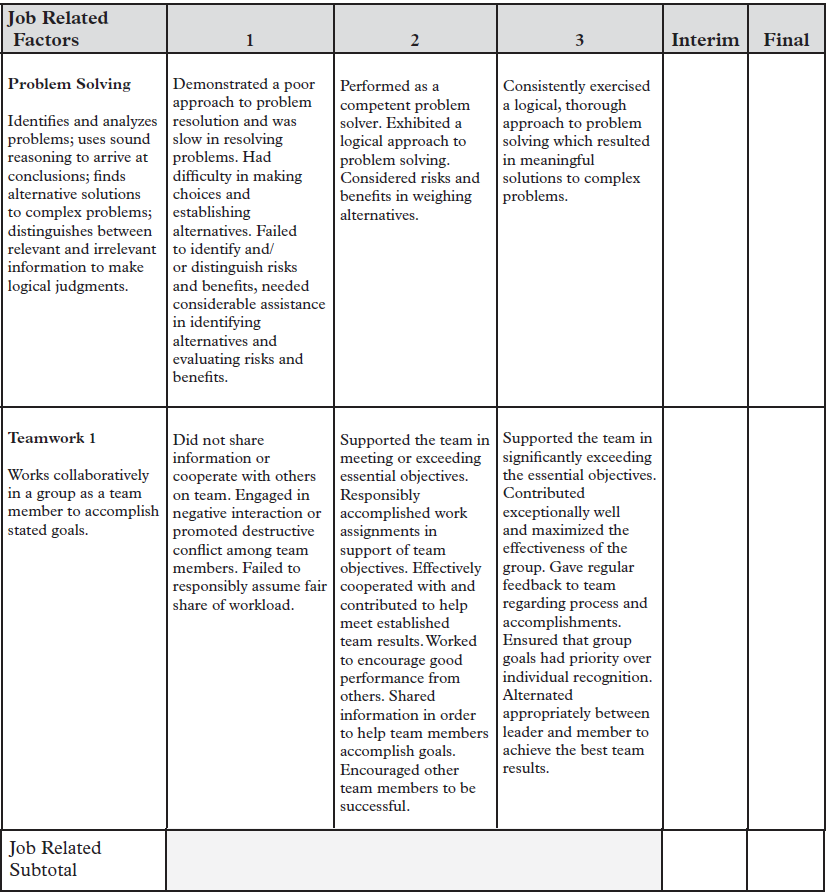 Job Related
Factors
1
2
3
Interim
Final
Problem Solving
Identifies and analyzes
problems; uses sound
reasoning to arrive at
conclusions; finds
alternative solutions
to complex problems;
distinguishes between
relevant and irrelevant
information to make
logical judgments.
Demonstrated a poor
approach to problem
resolution and was
slow in resolving
problems. Had
difficulty in making
choices and
establishing
alternatives. Failed
to identify and/
or distinguish risks
and benefits, needed
considerable assistance
in identifying
alternatives and
evaluating risks and
benefits.
Performed as a
competent problem
solver. Exhibited a
logical approach to
problem solving.
Considered risks and
benefits in weighing
alternatives.
Consistently exercised
a logical, thorough
approach to problem
solving which resulted
in meaningful
solutions to complex
problems.
Teamwork 1
Works collaboratively
in a group as a team
member to accomplish
stated goals.
Did not share
information or
cooperate with others
on team. Engaged in
negative interaction or
promoted destructive
conflict among team
members. Failed to
responsibly assume fair
share of workload.
Supported the team in
meeting or exceeding
essential objectives.
Responsibly
accomplished work
assignments in
support of team
objectives. Effectively
cooperated with and
contributed to help
meet established
team results. Worked
to encourage good
performance from
others. Shared
information in order
to help team members
accomplish goals.
Encouraged other
team members to be
successful.
Supported the team in
significantly exceeding
the essential objectives.
Contributed
exceptionally well
and maximized the
effectiveness of the
group. Gave regular
feedback to team
regarding process and
accomplishments.
Ensured that group
goals had priority over
individual recognition.
Alternated
appropriately between
leader and member to
achieve the best team
results.
Job Related
Subtotal